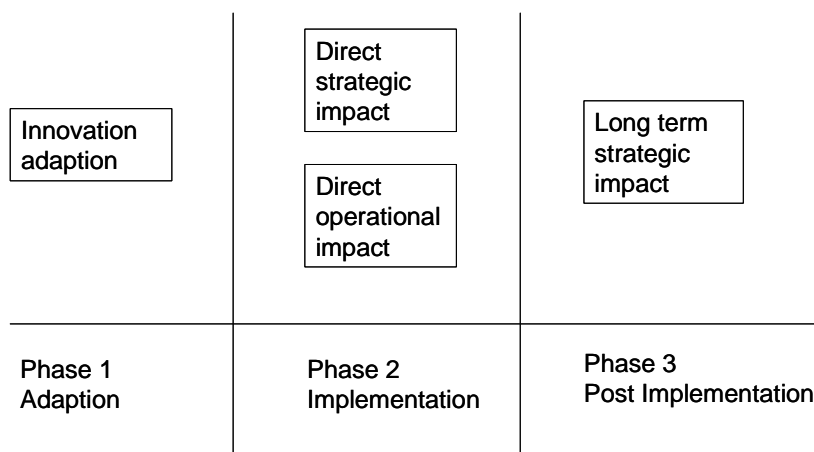 Direct
strategic
impact
Innovation
adaption
Long term
strategic
impact
Direct
operational
impact
Phase 1
Adaption
Phase 2
Implementation
Phase 3
Post Implementation